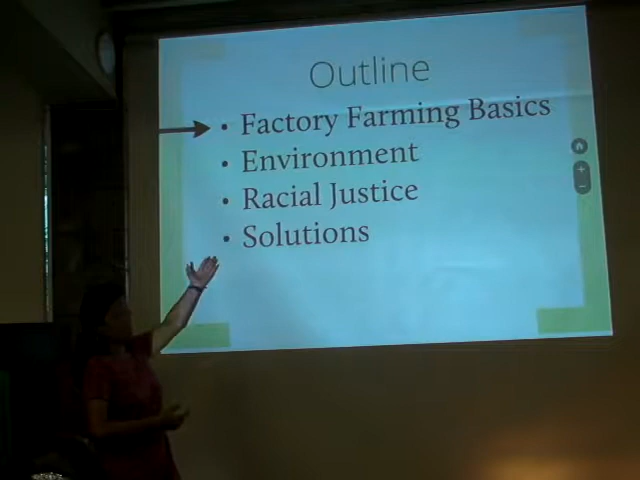 Outline
• Factory Farming Basics
• Environment
• Racial Justice
• Solutions